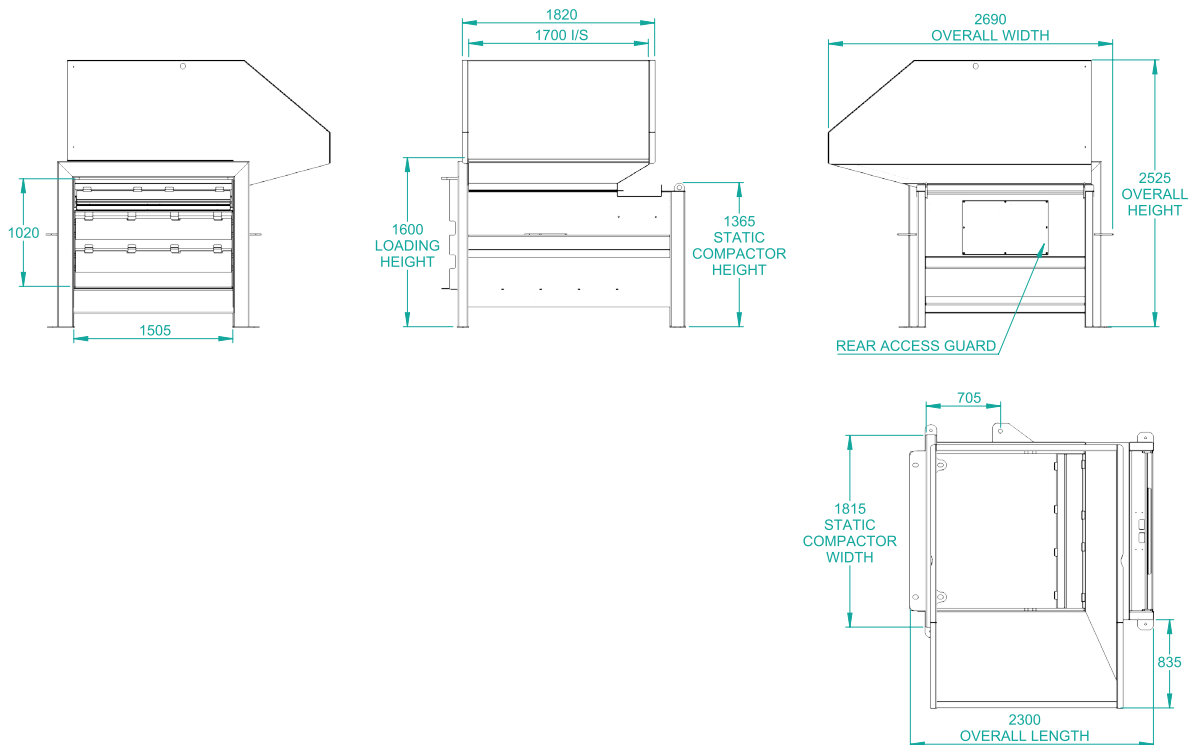 1820
1700 I/S
2690
OVERALL WIDTH
1020
1505
1600
LOADING
HEIGHT
1365
STATIC
COMPACTOR
HEIGHT
2525
OVERALL
HEIGHT
REAR ACCESS GUARD
705
1815
STATIC
COMPACTOR
WIDTH
835
2300
OVERALL LENGTH